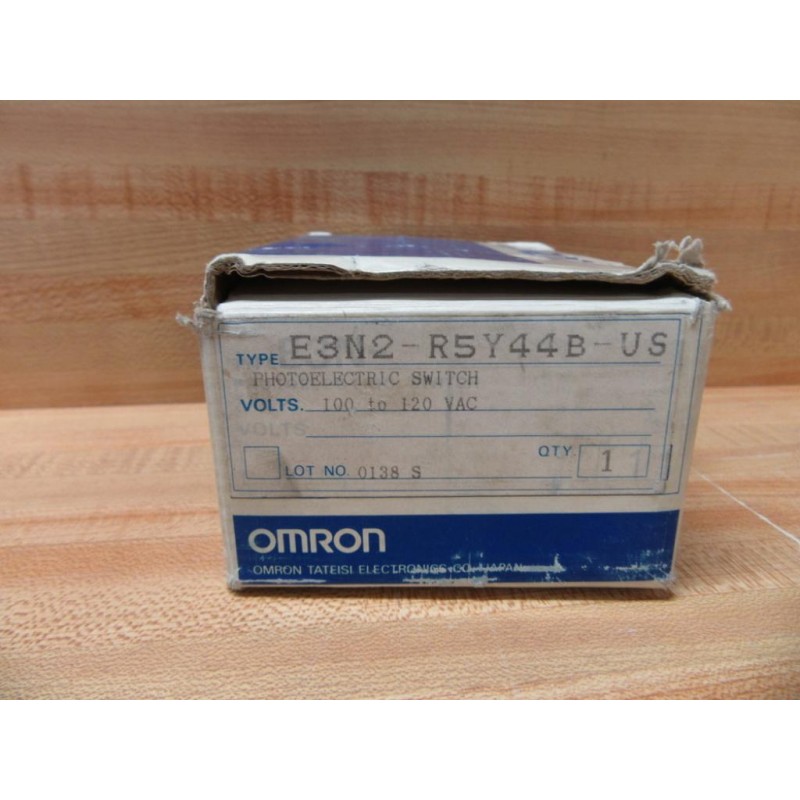 TYPE E3N2-R5Y44B-US
PHOTOELECTRIC SWITCH
VOLTS. 100 to 120 VAC
VOLTS
LOT NO. 0138 S QTY. 1 1
OMRON
OMRON TATEISI ELECTRONICS CO. JAPAN